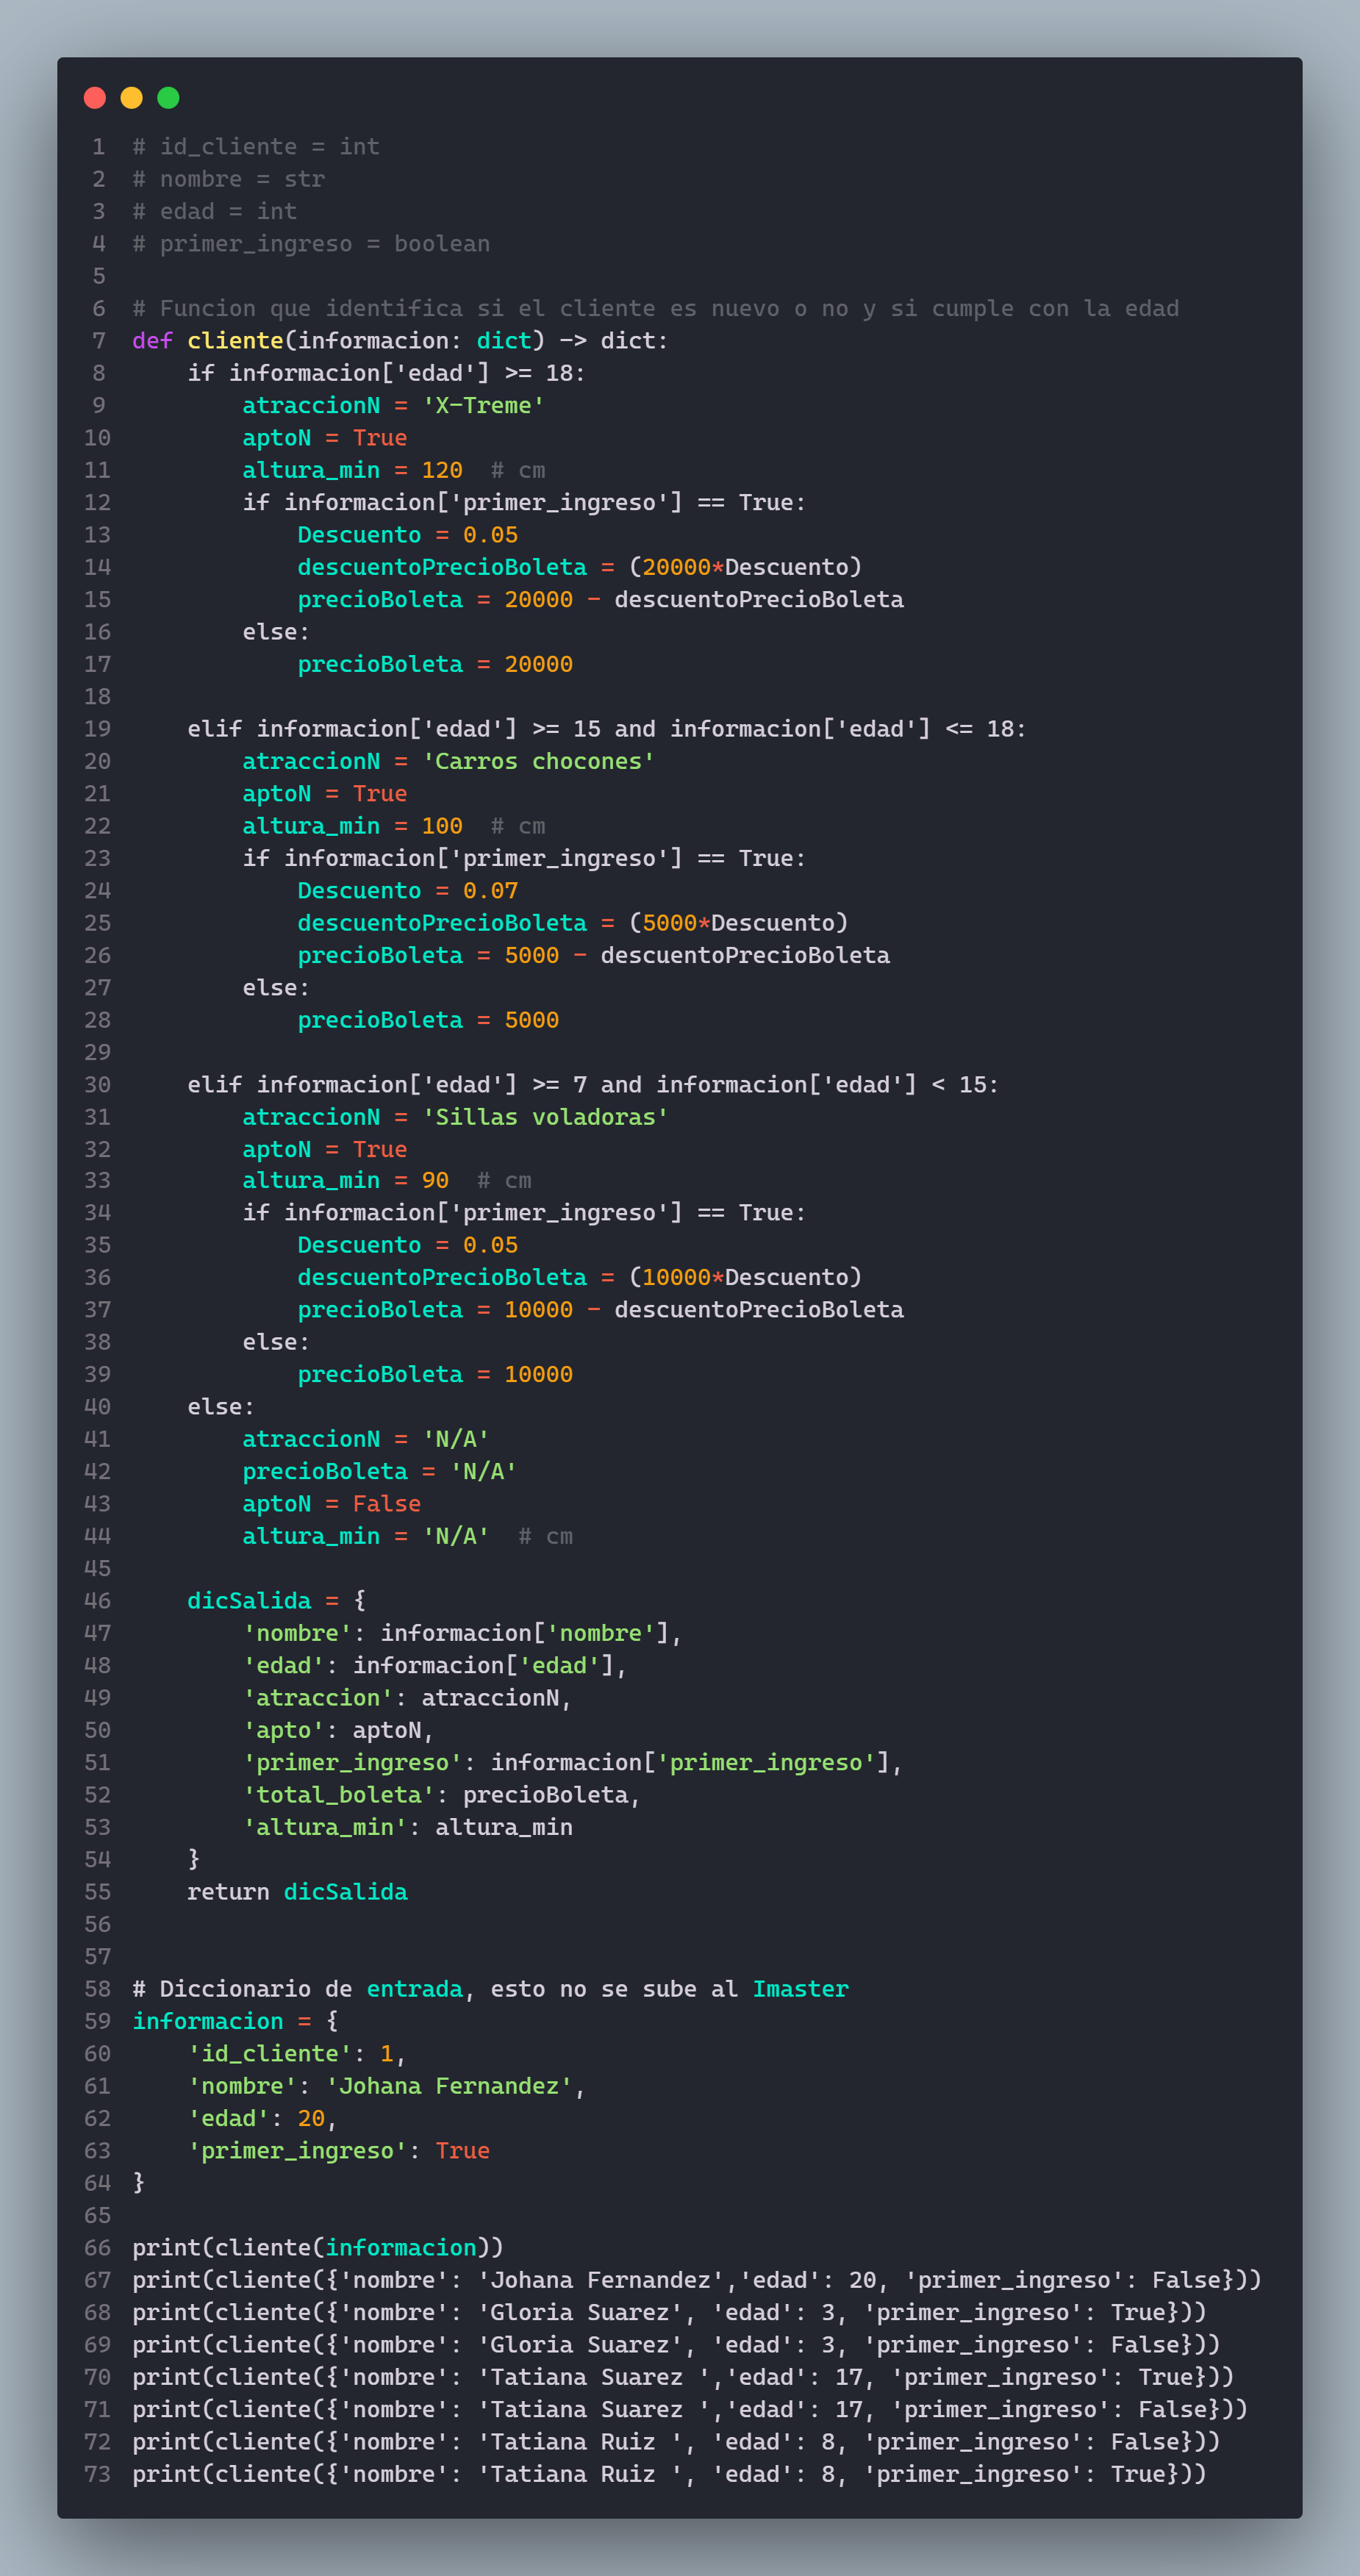 1 # id_cliente = int
2 # nombre = str
3 # edad = int
4 # primer_ingreso = boolean
5
6 # Funcion que identifica si el cliente es nuevo o no y si cumple con la edad
7 def cliente(informacion: dict) -> dict:
8     if informacion['edad'] >= 18:
9         atraccionN = 'X-Treme'
10         aptoN = True
11         altura_min = 120  # cm
12         if informacion['primer_ingreso'] == True:
13             Descuento = 0.05
14             descuentoPrecioBoleta = (20000*Descuento)
15             precioBoleta = 20000 - descuentoPrecioBoleta
16         else:
17             precioBoleta = 20000
18
19     elif informacion['edad'] >= 15 and informacion['edad'] <= 18:
20         atraccionN = 'Carros chocones'
21         aptoN = True
22         altura_min = 100  # cm
23         if informacion['primer_ingreso'] == True:
24             Descuento = 0.07
25             descuentoPrecioBoleta = (5000*Descuento)
26             precioBoleta = 5000 - descuentoPrecioBoleta
27         else:
28             precioBoleta = 5000
29
30     elif informacion['edad'] >= 7 and informacion['edad'] < 15:
31         atraccionN = 'Sillas voladoras'
32         aptoN = True
33         altura_min = 90  # cm
34         if informacion['primer_ingreso'] == True:
35             Descuento = 0.05
36             descuentoPrecioBoleta = (10000*Descuento)
37             precioBoleta = 10000 - descuentoPrecioBoleta
38         else:
39             precioBoleta = 10000
40     else:
41         atraccionN = 'N/A'
42         precioBoleta = 'N/A'
43         aptoN = False
44         altura_min = 'N/A'  # cm
45
46     dicSalida = {
47         'nombre': informacion['nombre'],
48         'edad': informacion['edad'],
49         'atraccion': atraccionN,
50         'apto': aptoN,
51         'primer_ingreso': informacion['primer_ingreso'],
52         'total_boleta': precioBoleta,
53         'altura_min': altura_min
54     }
55     return dicSalida
56
57
58 # Diccionario de entrada, esto no se sube al Imaster
59 informacion = {
60     'id_cliente': 1,
61     'nombre': 'Johana Fernandez',
62     'edad': 20,
63     'primer_ingreso': True
64 }
65
66 print(cliente(informacion))
67 print(cliente({'nombre': 'Johana Fernandez','edad': 20, 'primer_ingreso': False}))
68 print(cliente({'nombre': 'Gloria Suarez', 'edad': 3, 'primer_ingreso': True}))
69 print(cliente({'nombre': 'Gloria Suarez', 'edad': 3, 'primer_ingreso': False}))
70 print(cliente({'nombre': 'Tatiana Suarez ','edad': 17, 'primer_ingreso': True}))
71 print(cliente({'nombre': 'Tatiana Suarez ','edad': 17, 'primer_ingreso': False}))
72 print(cliente({'nombre': 'Tatiana Ruiz ', 'edad': 8, 'primer_ingreso': False}))
73 print(cliente({'nombre': 'Tatiana Ruiz ', 'edad': 8, 'primer_ingreso': True}))